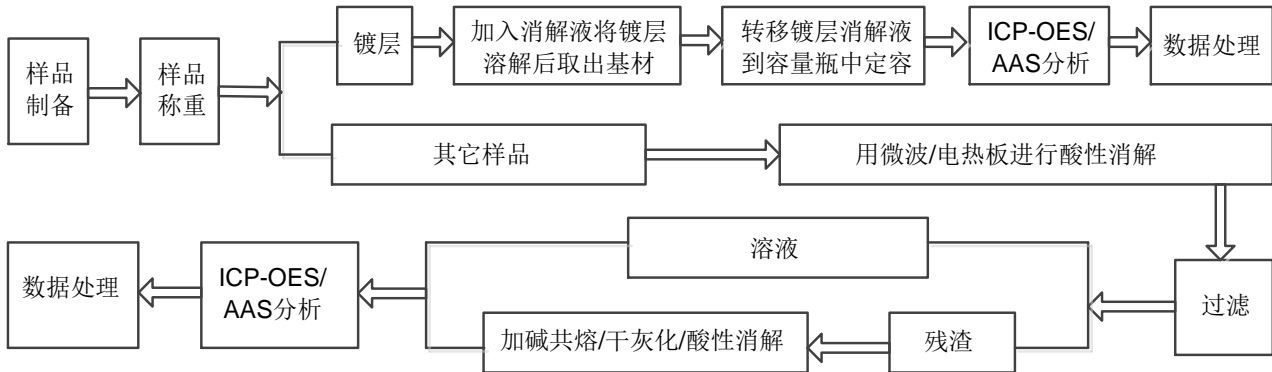 样品
制备
样品
称重
镀层
加入消解液将镀层
溶解后取出基材
转移镀层消解液
到容量瓶中定容
ICP-OES/
AAS分析
数据处理
其它样品
用微波/电热板进行酸性消解
过滤
溶液
残渣
加碱共熔/干灰化/酸性消解
ICP-OES/
AAS分析
数据处理